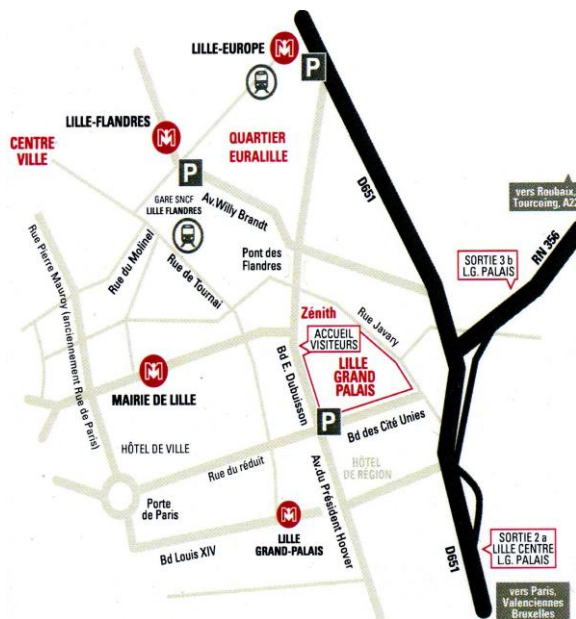 LILLE-EUROPE
M
P
LILLE-FLANDRES
M
CENTRE
VILLE
QUARTIER
EURALILLE
P
D651
vers Roubaix,
Tourcoing, A22
GARE SNCF
LILLE FLANDRES
Av.Willy Brandt
RN 356
SORTIE 3 b
L.G. PALAIS
Rue Pierre Mauroy (anciennement Rue de Paris)
Rue du Molinel
Rue de Tournai
Pont des
Flandres
Zénith
Rue Javary
ACCUEIL
VISITEURS
LILLE
GRAND
PALAIS
Bd E. Dubuisson
M
MAIRIE DE LILLE
P
Bd des Cité Unies
HÔTEL DE VILLE
Rue du réduit
HÔTEL
DE RÉGION
Av.du Président Hoover
Porte
de Paris
M
LILLE
GRAND-PALAIS
Bd Louis XIV
D651
SORTIE 2 a
LILLE CENTRE
L.G. PALAIS
vers Paris,
Valenciennes
Bruxelles